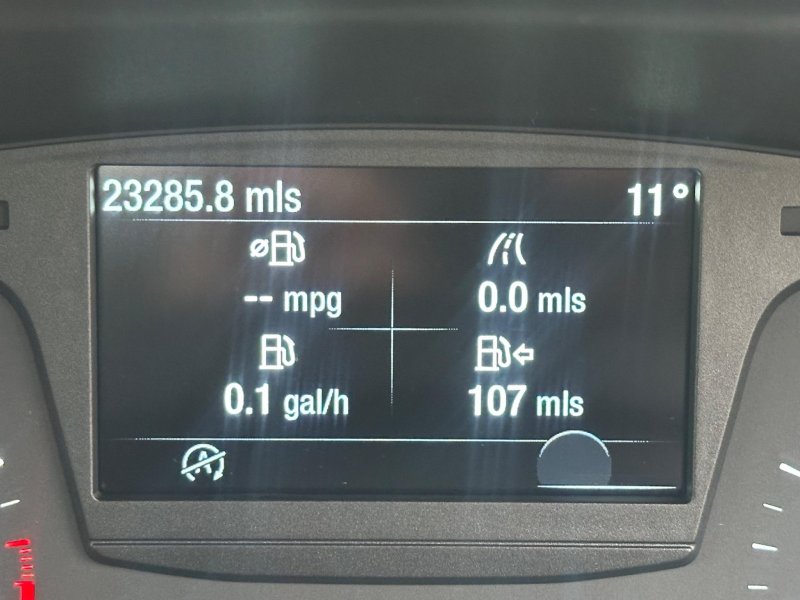 23285.8 mls 11°
-- mpg 0.0 mls
0.1 gal/h 107 mls
A